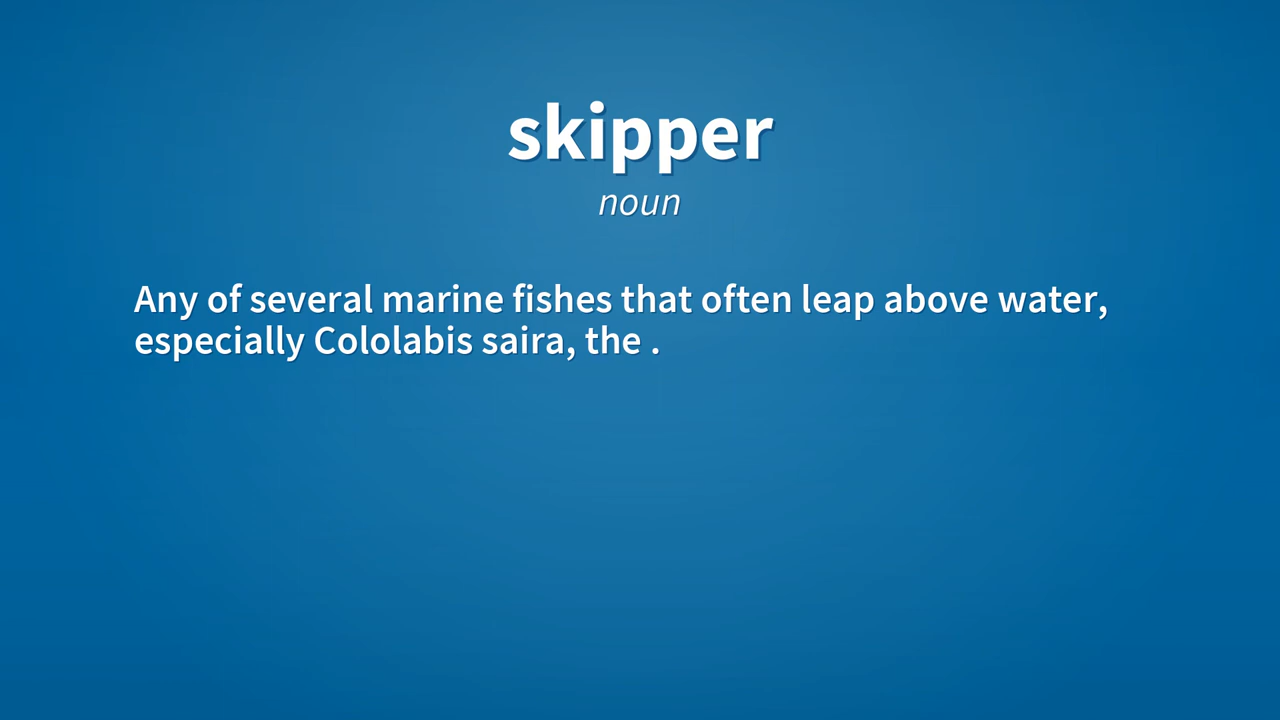 skipper
noun
Any of several marine fishes that often leap above water,
especially Cololabis saira, the .